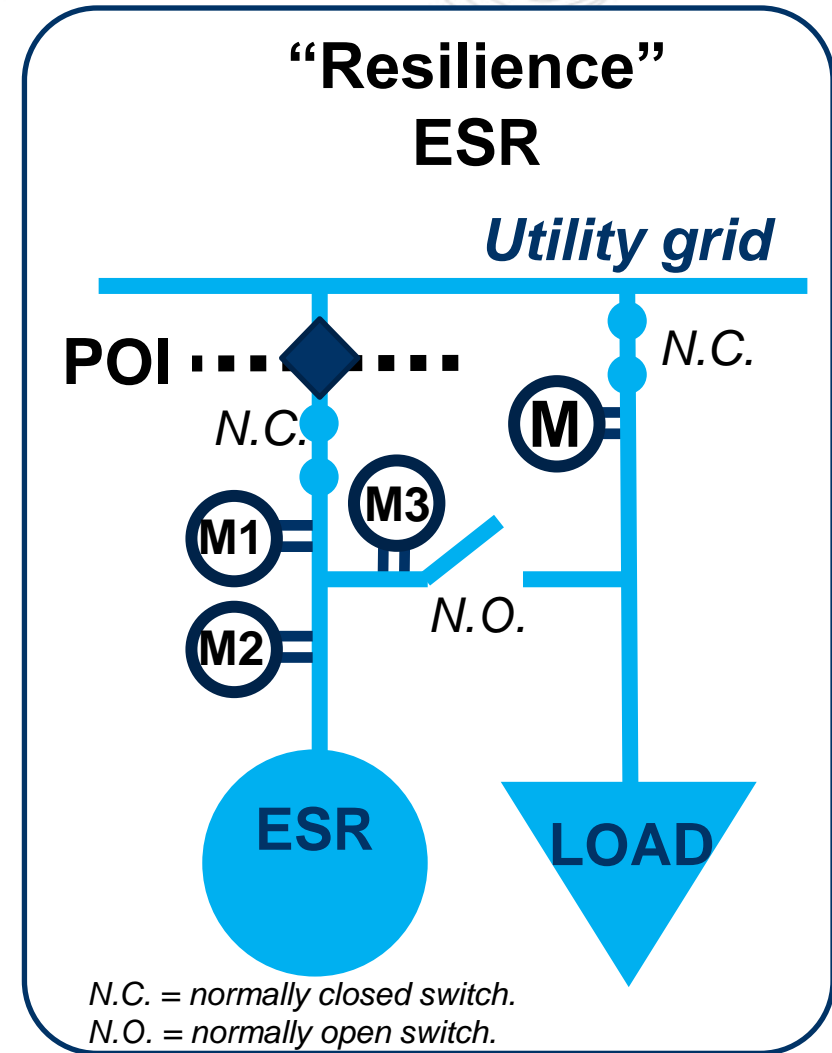 “Resilience”
ESR
Utility grid
POI
N.C.
N.C.
M
M3
M1
N.O.
M2
ESR
LOAD
N.C. = normally closed switch.
N.O. = normally open switch.